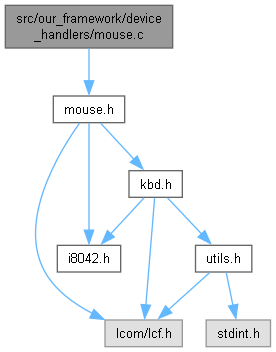 src/our_framework/device
_handlers/mouse.c
mouse.h
kbd.h
i8042.h
utils.h
lcom/lcf.h
stdint.h